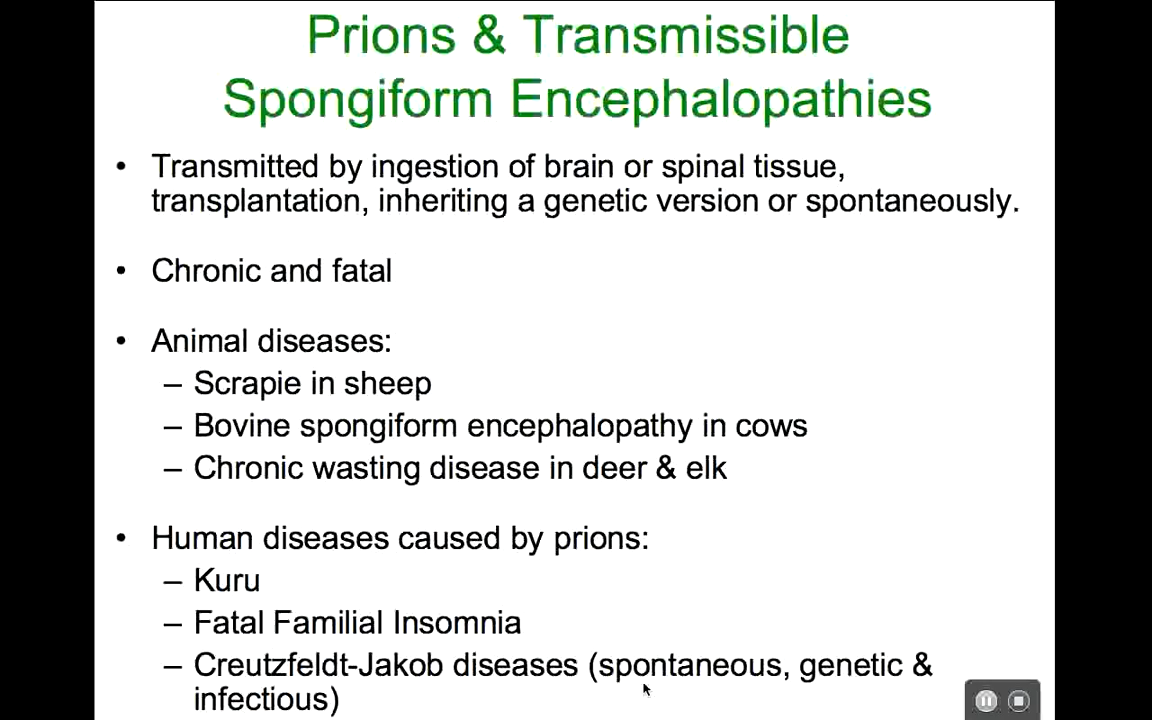 Prions & Transmissible
Spongiform Encephalopathies
• Transmitted by ingestion of brain or spinal tissue,
transplantation, inheriting a genetic version or spontaneously.
• Chronic and fatal
• Animal diseases:
– Scrapie in sheep
– Bovine spongiform encephalopathy in cows
– Chronic wasting disease in deer & elk
• Human diseases caused by prions:
– Kuru
– Fatal Familial Insomnia
– Creutzfeldt-Jakob diseases (spontaneous, genetic &
infectious)